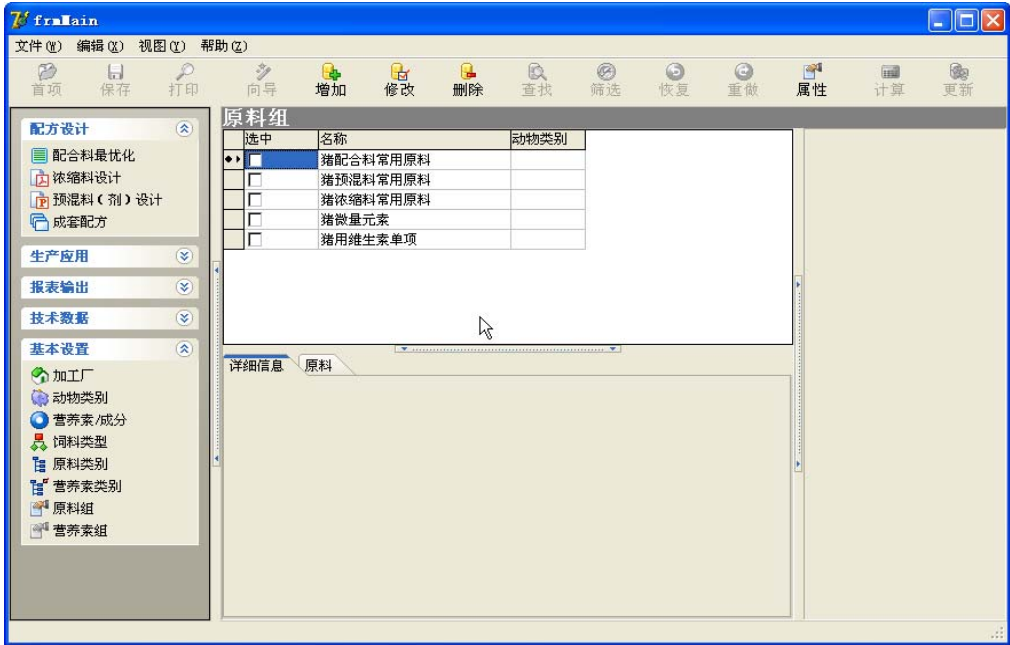 frmMain
文件(W) 编辑(X) 视图(Y) 帮助(Z)
首项 保存 打印 向导 增加 修改 删除 查找 筛选 恢复 重做 属性 计算 更新
配方设计
配合料最优化
浓缩料设计
预混料(剂)设计
成套配方
生产应用
报表输出
技术数据
基本设置
加工厂
动物类别
营养素/成分
饲料类型
原料类别
营养素类别
原料组
营养素组
原料组
选中 名称 动物类别
猪配合料常用原料
猪预混料常用原料
猪浓缩料常用原料
猪微量元素
猪用维生素单项
详细信息 原料